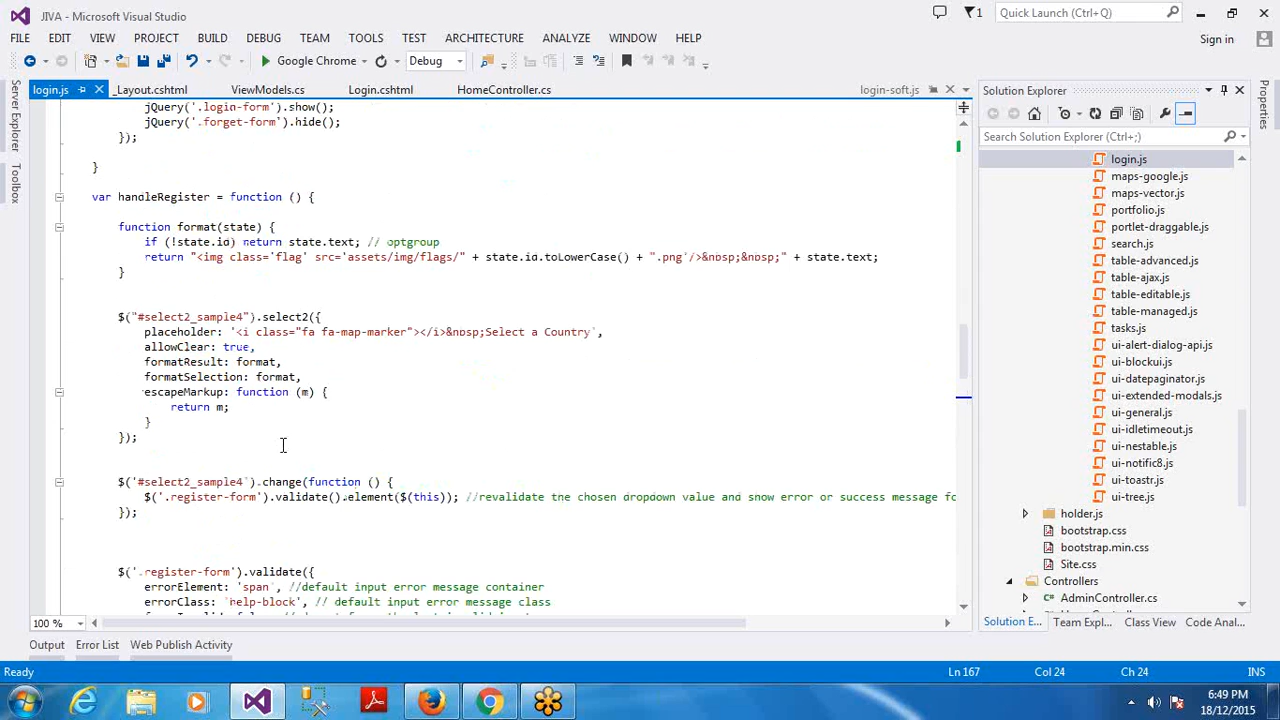 JIVA - Microsoft Visual Studio
1
Quick Launch (Ctrl+Q)
FILE EDIT VIEW PROJECT BUILD DEBUG TEAM TOOLS TEST ARCHITECTURE ANALYZE WINDOW HELP
Sign in
Google Chrome
Debug
login.js
_Layout.cshtml
ViewModels.cs
Login.cshtml
HomeController.cs
login-soft.js
Server Explorer
Toolbox
jQuery('.login-form').show();
jQuery('.forget-form').hide();
});
}
var handleRegister = function () {
function format(state) {
if (!state.id) return state.text; // optgroup
return "<img class='flag' src='assets/img/flags/" + state.id.toLowerCase() + ".png'/>&nbsp;&nbsp;" + state.text;
}
$("#select2_sample4").select2({
placeholder: '<i class="fa fa-map-marker"></i>&nbsp;Select a Country',
allowClear: true,
formatResult: format,
formatSelection: format,
escapeMarkup: function (m) {
return m;
}
});
$('#select2_sample4').change(function () {
$('.register-form').validate().element($(this)); //revalidate the chosen dropdown value and show error or success message fo
});
$('.register-form').validate({
errorElement: 'span', //default input error message container
errorClass: 'help-block', // default input error message class
100 %
Solution Explorer
Search Solution Explorer (Ctrl+;)
login.js
maps-google.js
maps-vector.js
portfolio.js
portlet-draggable.js
search.js
table-advanced.js
table-ajax.js
table-editable.js
table-managed.js
tasks.js
ui-alert-dialog-api.js
ui-blockui.js
ui-datepaginator.js
ui-extended-modals.js
ui-general.js
ui-idletimeout.js
ui-nestable.js
ui-notific8.js
ui-toastr.js
ui-tree.js
holder.js
bootstrap.css
bootstrap.min.css
Site.css
Controllers
C# AdminController.cs
Solution E... Team Expl... Class View Code Anal...
Properties
Output Error List Web Publish Activity
Ready
Ln 167
Col 24
Ch 24
INS
6:49 PM
18/12/2015